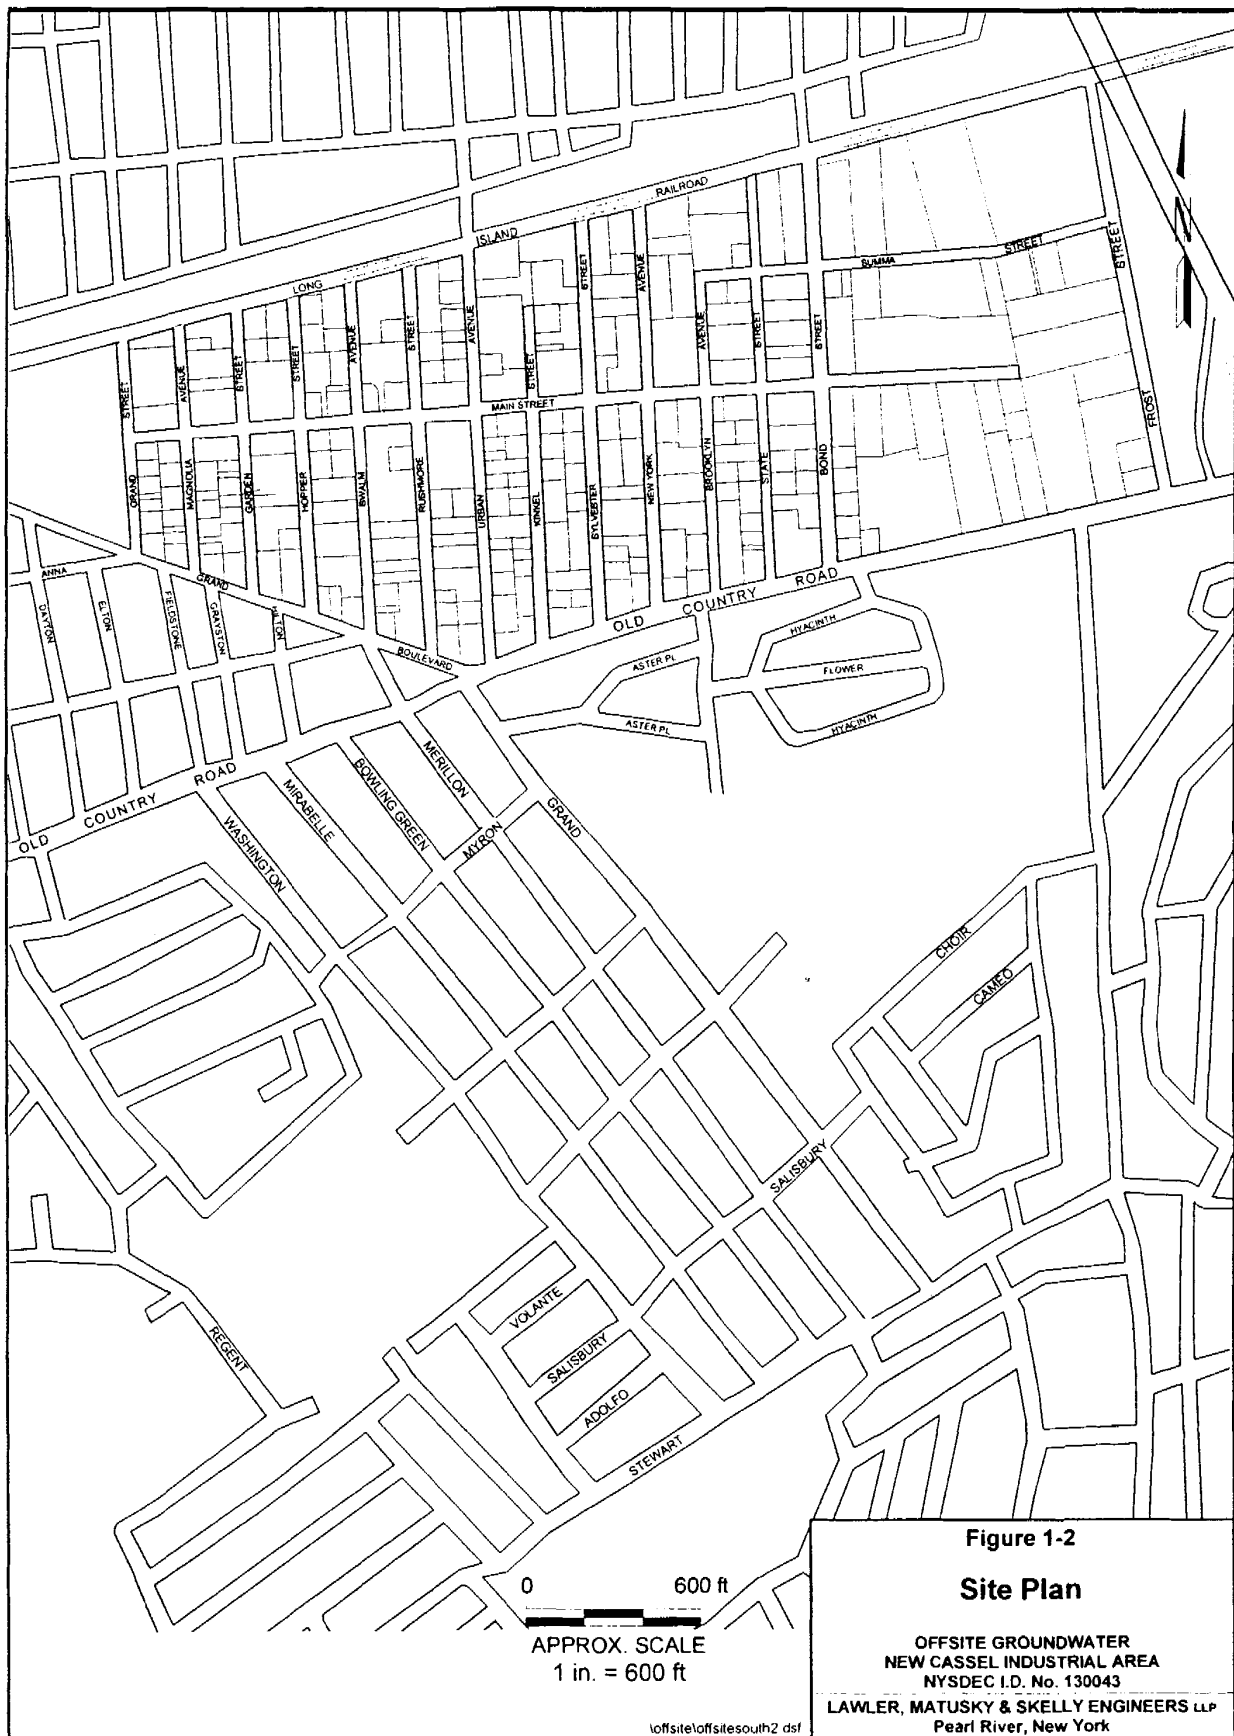 LONG ISLAND RAILROAD
SUMMA STREET
STREET
AVENUE
STREET
STREET
AVENUE
STREET
AVENUE
STREET
STREET
AVENUE
AVENUE
STREET
STREET
MAIN STREET
GRAND
MAGNOLIA
GARDEN
HOPPER
SWALM
RUSHMORE
URBAN
KINKEL
SYLVESTER
NEW YORK
BROOKLYN
STATE
BOND
FROST
STREET
N
ANNA
GRAND
BOULEVARD
DAYTON
ELTON
FIELDSTONE
GRAYSTON
HILTON
OLD COUNTRY ROAD
HYACINTH
FLOWER
HYACINTH
ASTER PL
ASTER PL
OLD COUNTRY ROAD
WASHINGTON
MIRABELLE
BOWLING GREEN
MERILLON
MYRON
GRAND
CHOIR
CAMEO
SALISBURY
REGENT
VOLANTE
SALISBURY
ADOLFO
STEWART
0 600 ft
APPROX. SCALE
1 in. = 600 ft
Figure 1-2
Site Plan
OFFSITE GROUNDWATER
NEW CASSEL INDUSTRIAL AREA
NYSDEC I.D. No. 130043
LAWLER, MATUSKY & SKELLY ENGINEERS LLP
Pearl River, New York
\offsite\offsitesouth2.dsf